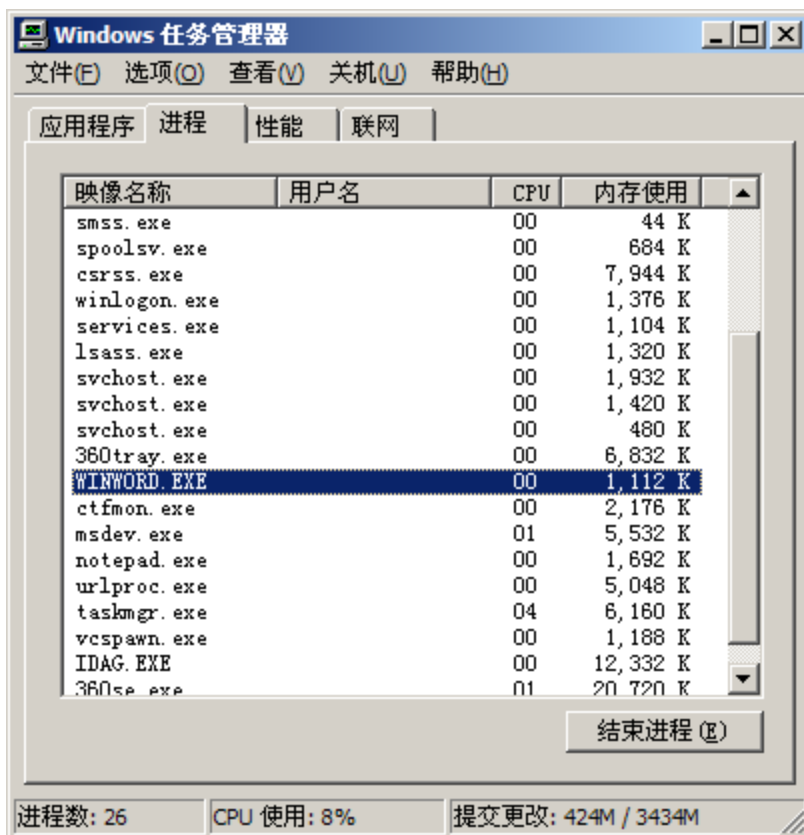 Windows 任务管理器
文件(F) 选项(O) 查看(V) 关机(U) 帮助(H)
应用程序 进程 性能 联网
映像名称 用户名 CPU 内存使用
smss.exe 00 44 K
spoolsv.exe 00 684 K
csrss.exe 00 7,944 K
winlogon.exe 00 1,376 K
services.exe 00 1,104 K
lsass.exe 00 1,320 K
svchost.exe 00 1,932 K
svchost.exe 00 1,420 K
svchost.exe 00 480 K
360tray.exe 00 6,832 K
WINWORD.EXE 00 1,112 K
ctfmon.exe 00 2,176 K
msdev.exe 01 5,532 K
notepad.exe 00 1,692 K
urlproc.exe 00 5,048 K
taskmgr.exe 04 6,160 K
vcspawn.exe 00 1,188 K
IDAG.EXE 00 12,332 K
360se.exe 01 20,720 K
结束进程(E)
进程数: 26 CPU 使用: 8% 提交更改: 424M / 3434M